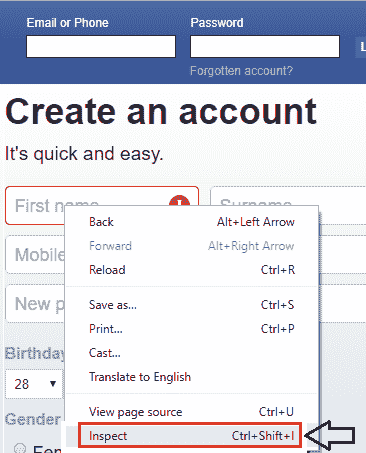 Email or Phone Password
Forgotten account?
Create an account
It's quick and easy.
First name Surname
Mobile
New p
Back Alt+Left Arrow
Forward Alt+Right Arrow
Reload Ctrl+R
Save as... Ctrl+S
Print... Ctrl+P
Cast...
Translate to English
Birthday
28
View page source Ctrl+U
Gender
Inspect Ctrl+Shift+I